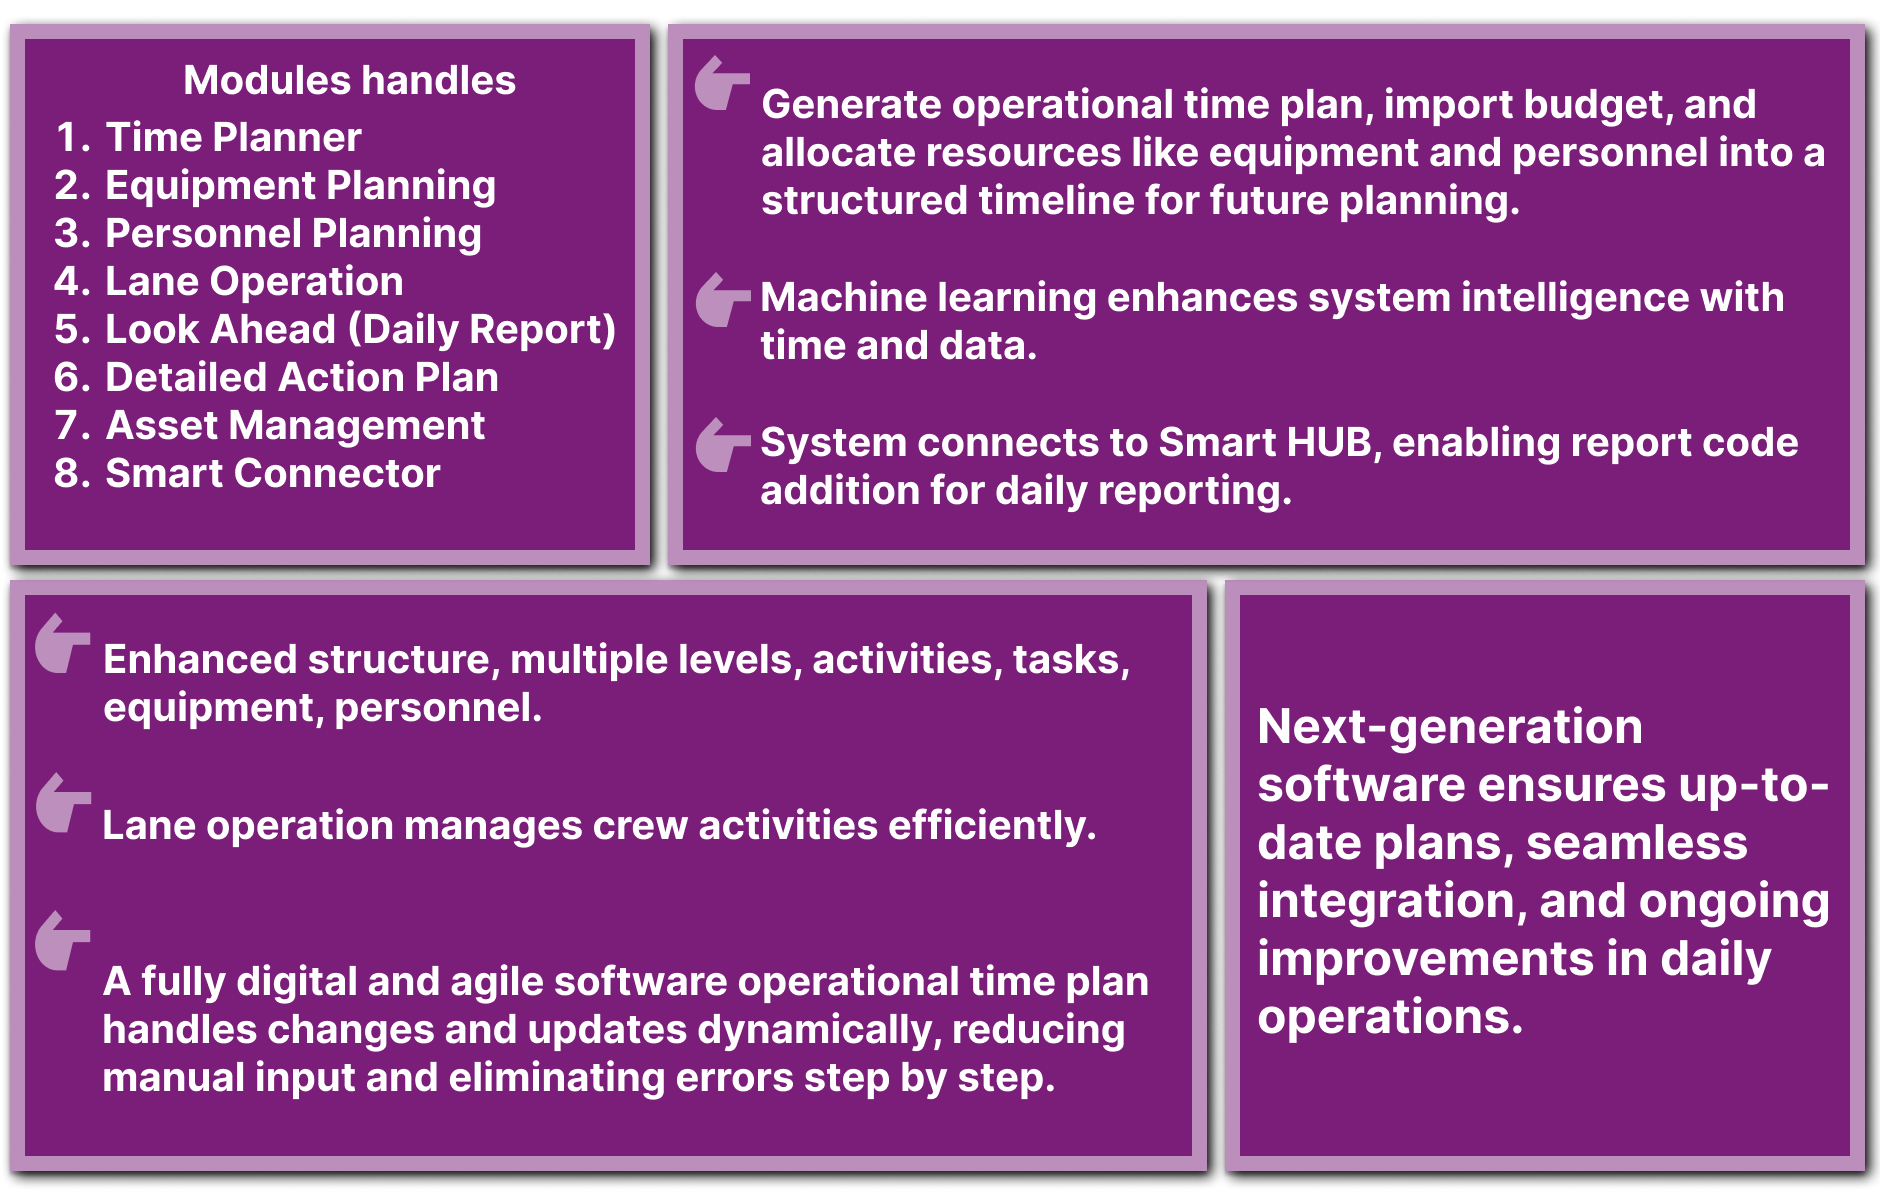 Modules handles
1. Time Planner
2. Equipment Planning
3. Personnel Planning
4. Lane Operation
5. Look Ahead (Daily Report)
6. Detailed Action Plan
7. Asset Management
8. Smart Connector
Generate operational time plan, import budget, and
allocate resources like equipment and personnel into a
structured timeline for future planning.
Machine learning enhances system intelligence with
time and data.
System connects to Smart HUB, enabling report code
addition for daily reporting.
Enhanced structure, multiple levels, activities, tasks,
equipment, personnel.
Lane operation manages crew activities efficiently.
A fully digital and agile software operational time plan
handles changes and updates dynamically, reducing
manual input and eliminating errors step by step.
Next-generation
software ensures up-to-
date plans, seamless
integration, and ongoing
improvements in daily
operations.